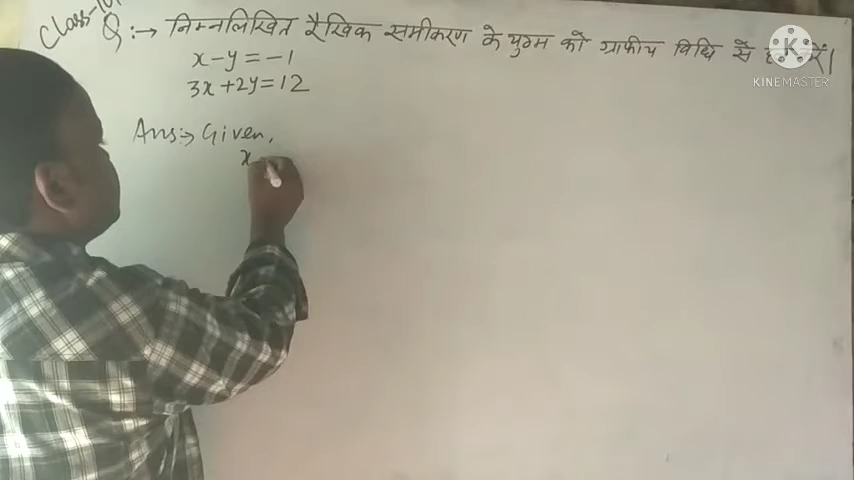 Class-10
Q :→ निम्नलिखित रैखिक समीकरण के युग्म को ग्राफीय विधि से
x-y=-1
3x+2y=12
Ans:→ Given,
x
KINEMASTER